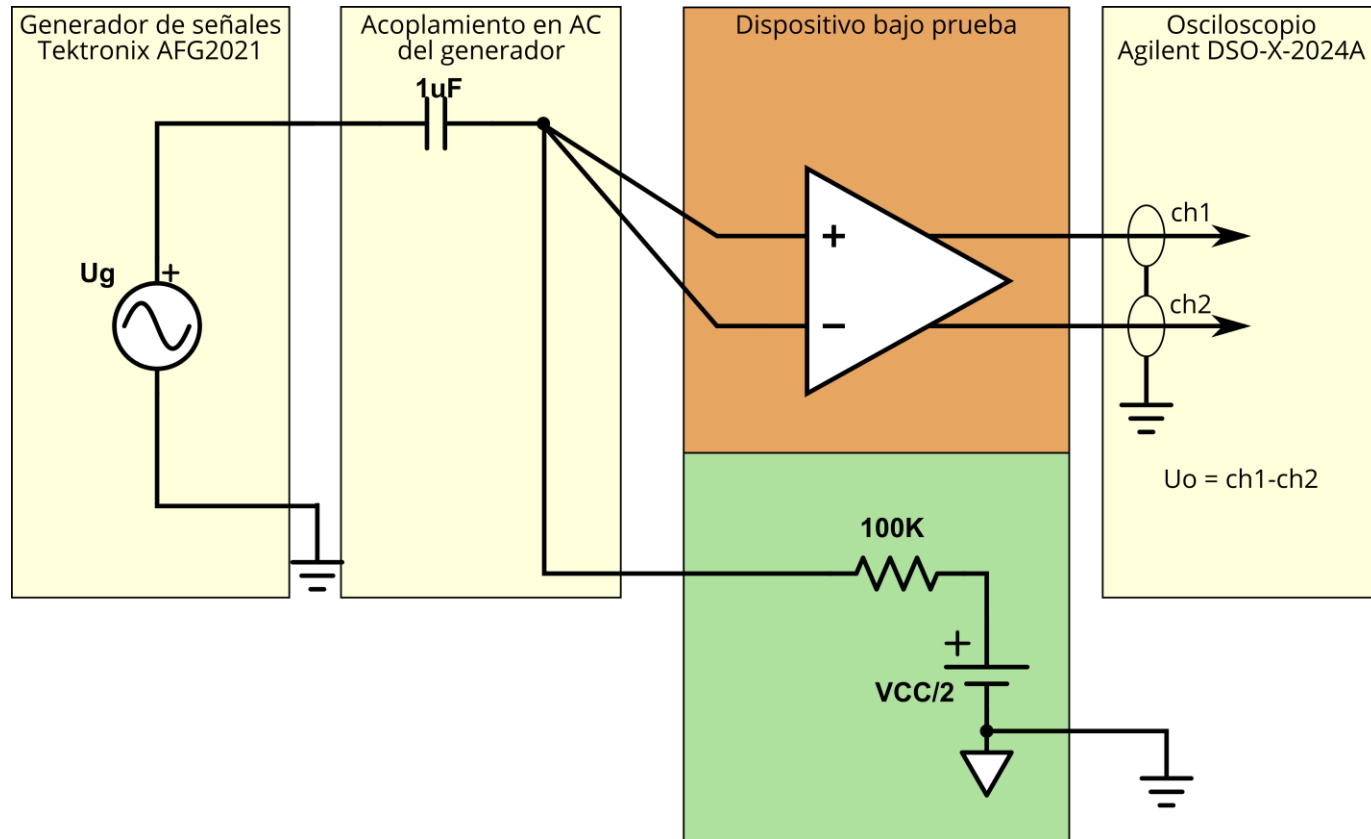 Generador de señales
Tektronix AFG2021
Acoplamiento en AC
del generador
Dispositivo bajo prueba
Osciloscopio
Agilent DSO-X-2024A
1uF
ch1
+
Ug
+
ch2
−
Uo = ch1-ch2
100K
+
VCC/2